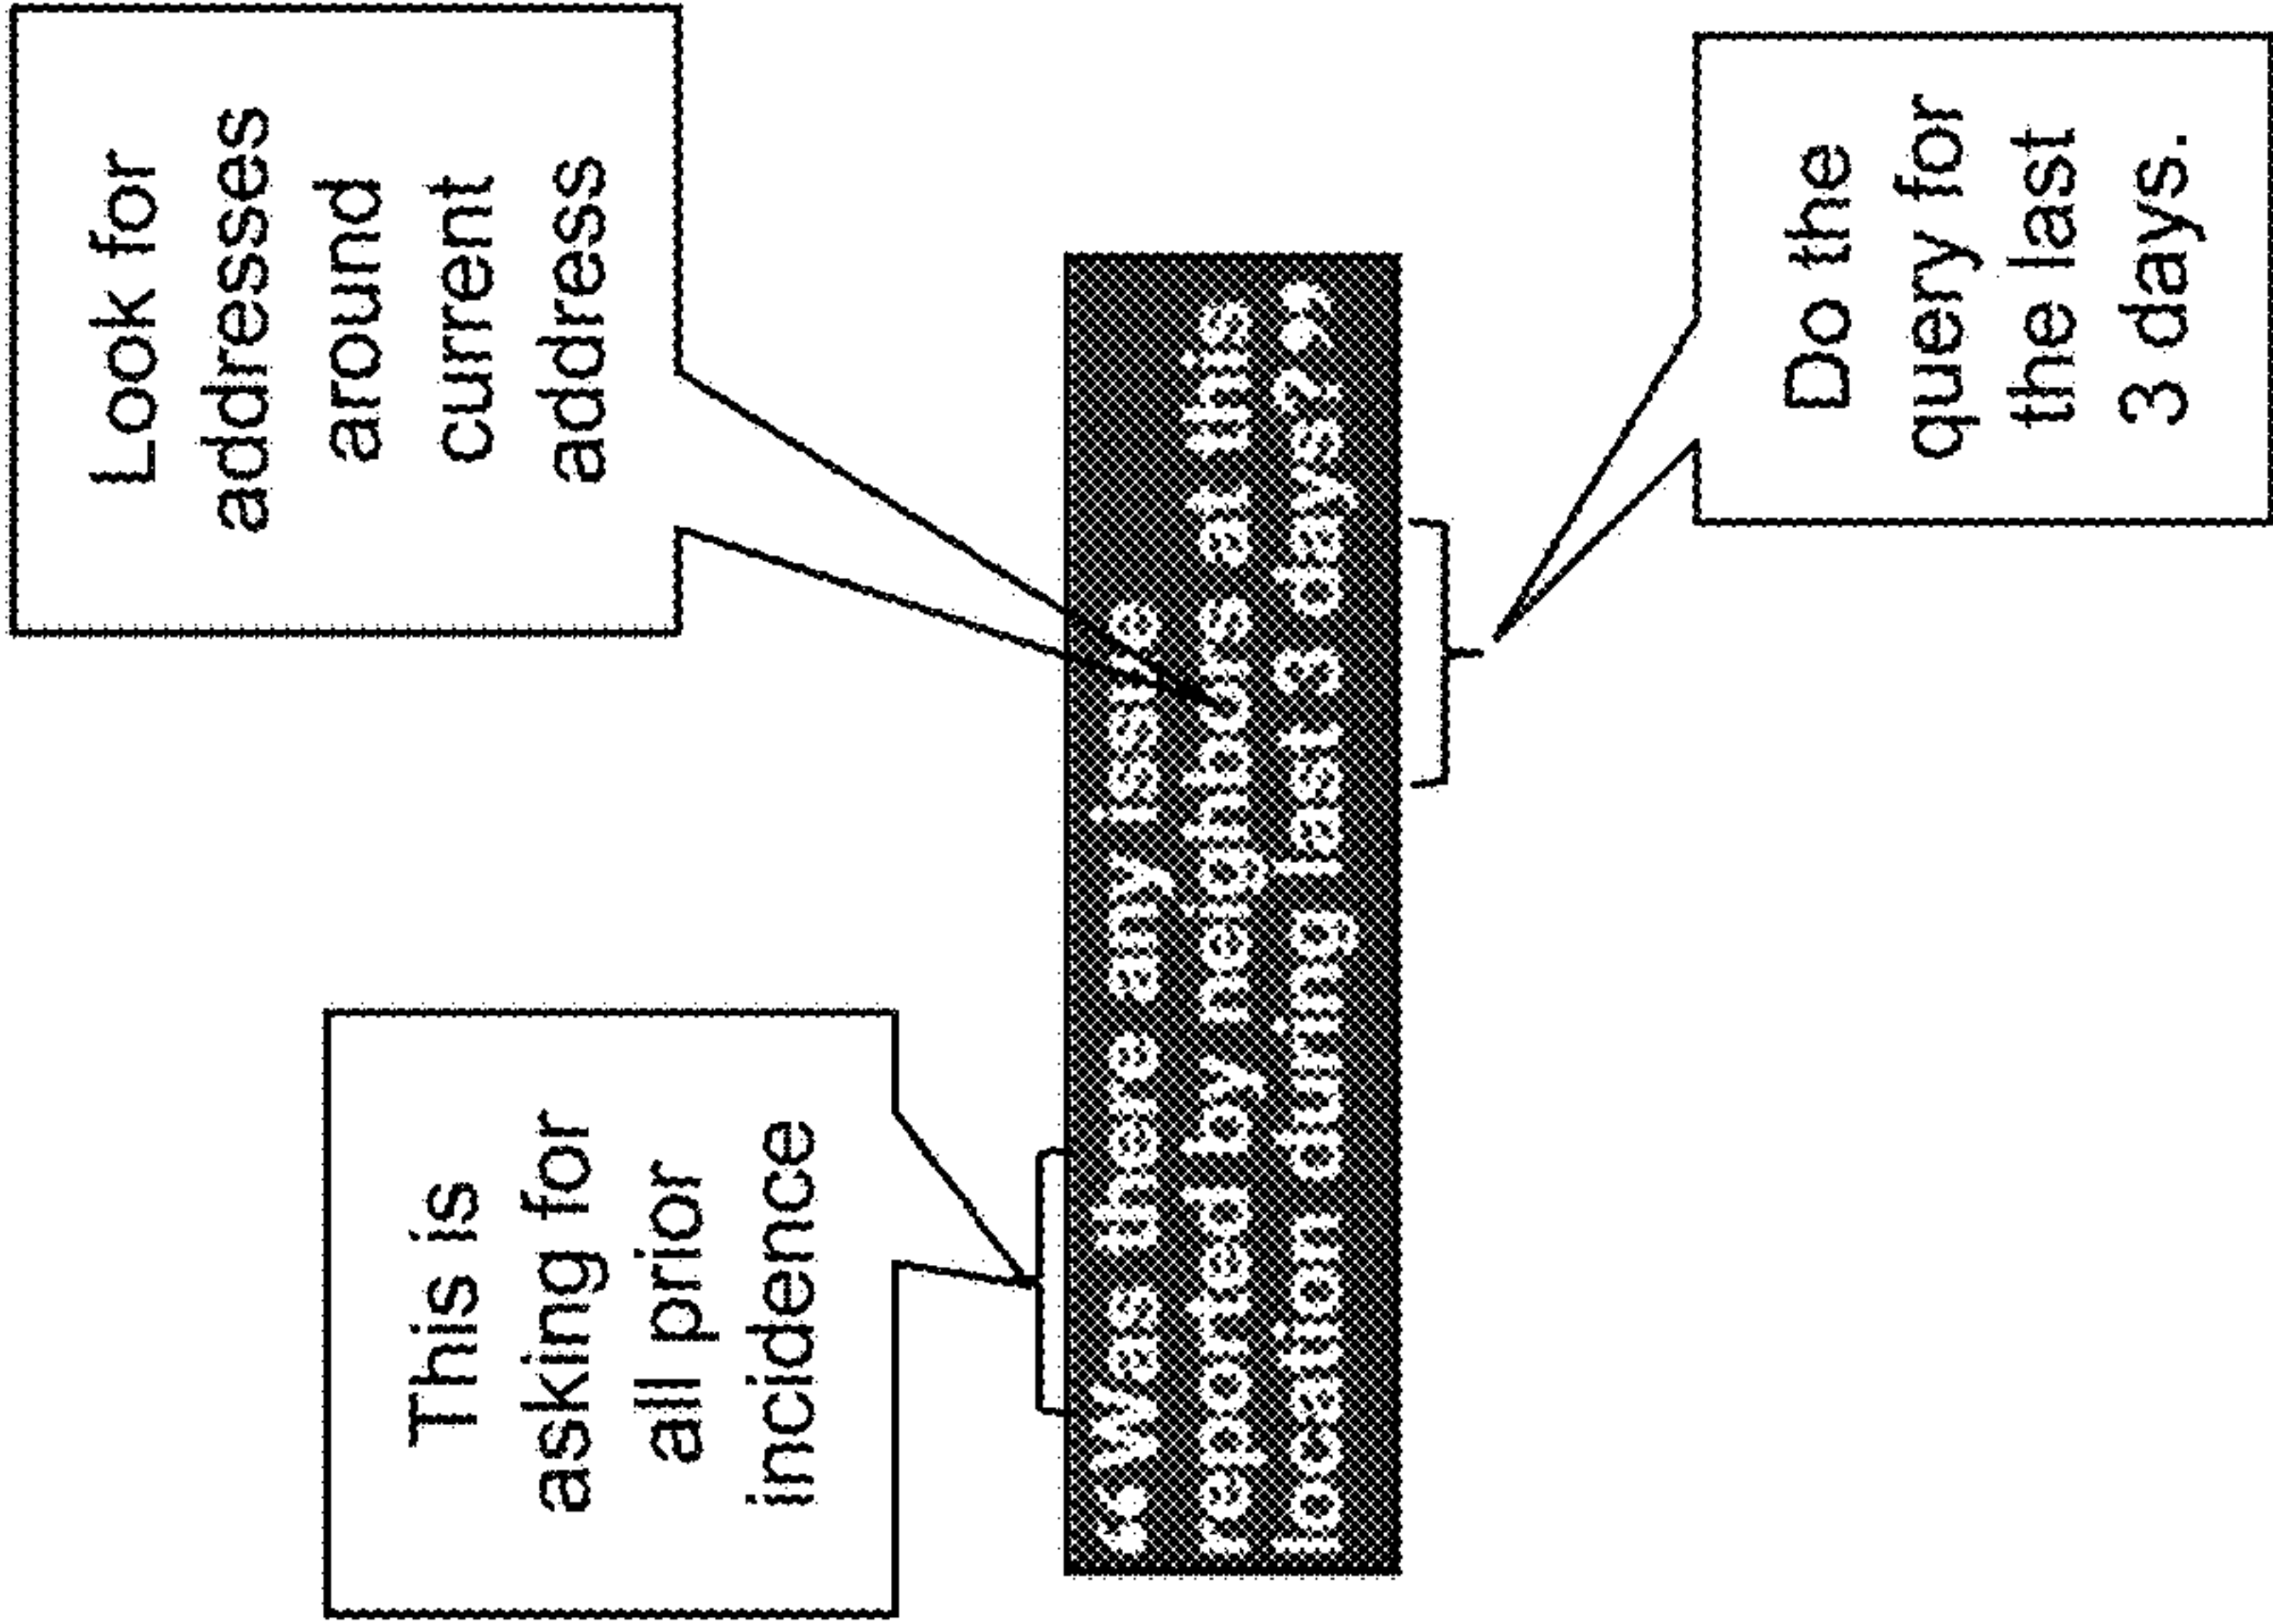 This is
asking for
all prior
incidence
Look for
addresses
around
current
address
“Was there any issue
reported by neighbors at this
location during last 3 days?”
Do the
query for
the last
3 days.